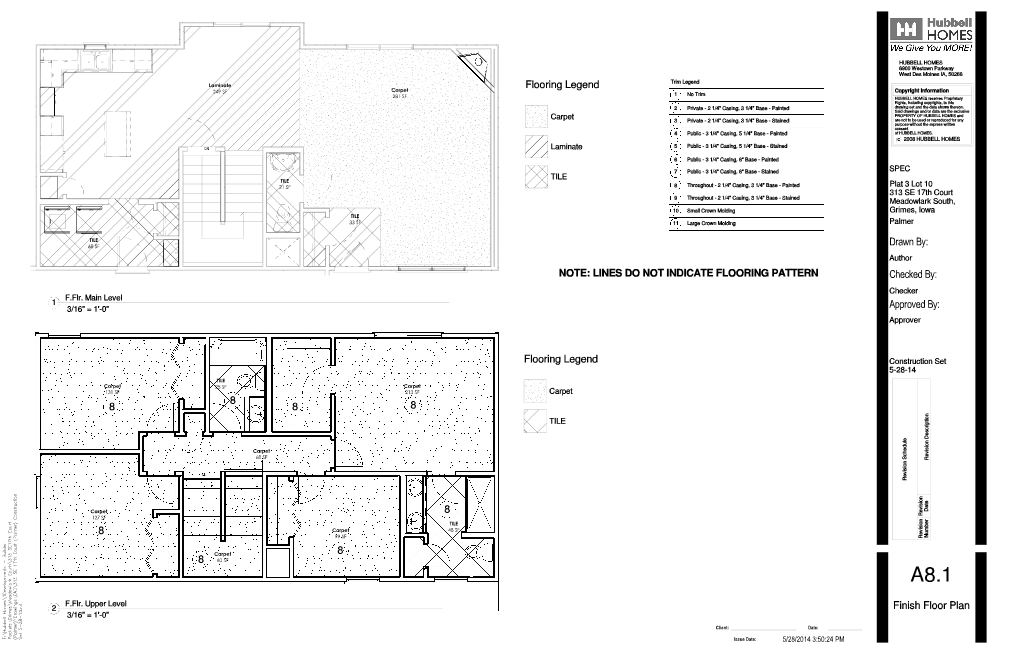 Laminate
249 SF
Carpet
281 SF
DN
TILE
21 SF
TILE
33 SF
TILE
68 SF
1
F.Flr. Main Level
3/16" = 1'-0"
Carpet
8
TILE
8
8
Carpet
213 SF
8
Carpet
68 SF
Carpet
127 SF
8
Carpet
8
Carpet
8
8
TILE
48 SF
2
F.Flr. Upper Level
3/16" = 1'-0"
Flooring Legend
Carpet
Laminate
TILE
Trim Legend
1 No Trim
2 Private - 2 1/4" Casing, 3 1/4" Base - Painted
3 Private - 2 1/4" Casing, 3 1/4" Base - Stained
4 Public - 3 1/4" Casing, 5 1/4" Base - Painted
5 Public - 3 1/4" Casing, 5 1/4" Base - Stained
6 Public - 3 1/4" Casing, 6" Base - Painted
7 Public - 3 1/4" Casing, 6" Base - Stained
8 Throughout - 2 1/4" Casing, 3 1/4" Base - Painted
9 Throughout - 2 1/4" Casing, 3 1/4" Base - Stained
10 Small Crown Molding
11 Large Crown Molding
NOTE: LINES DO NOT INDICATE FLOORING PATTERN
Flooring Legend
Carpet
TILE
Client:
Date:
Issue Date:
5/28/2014 3:50:24 PM
Hubbell
HOMES
We Give You MORE!
HUBBELL HOMES
6900 Westown Parkway
West Des Moines IA, 50266
Copyright Information
HUBBELL HOMES reserves Proprietary
Rights, including copyrights, to this
drawing set and the data shown thereon.
Said drawings and/or data are the exclusive
PROPERTY OF HUBBELL HOMES and
are not to be used or reproduced for any
purpose without the express written
consent
of HUBBELL HOMES.
c 2008 HUBBELL HOMES
SPEC
Plat 3 Lot 10
313 SE 17th Court
Meadowlark South,
Grimes, Iowa
Palmer
Drawn By:
Author
Checked By:
Checker
Approved By:
Approver
Construction Set
5-28-14
Revision Schedule
Revision Number
Revision Date
Revision Description
A8.1
Finish Floor Plan